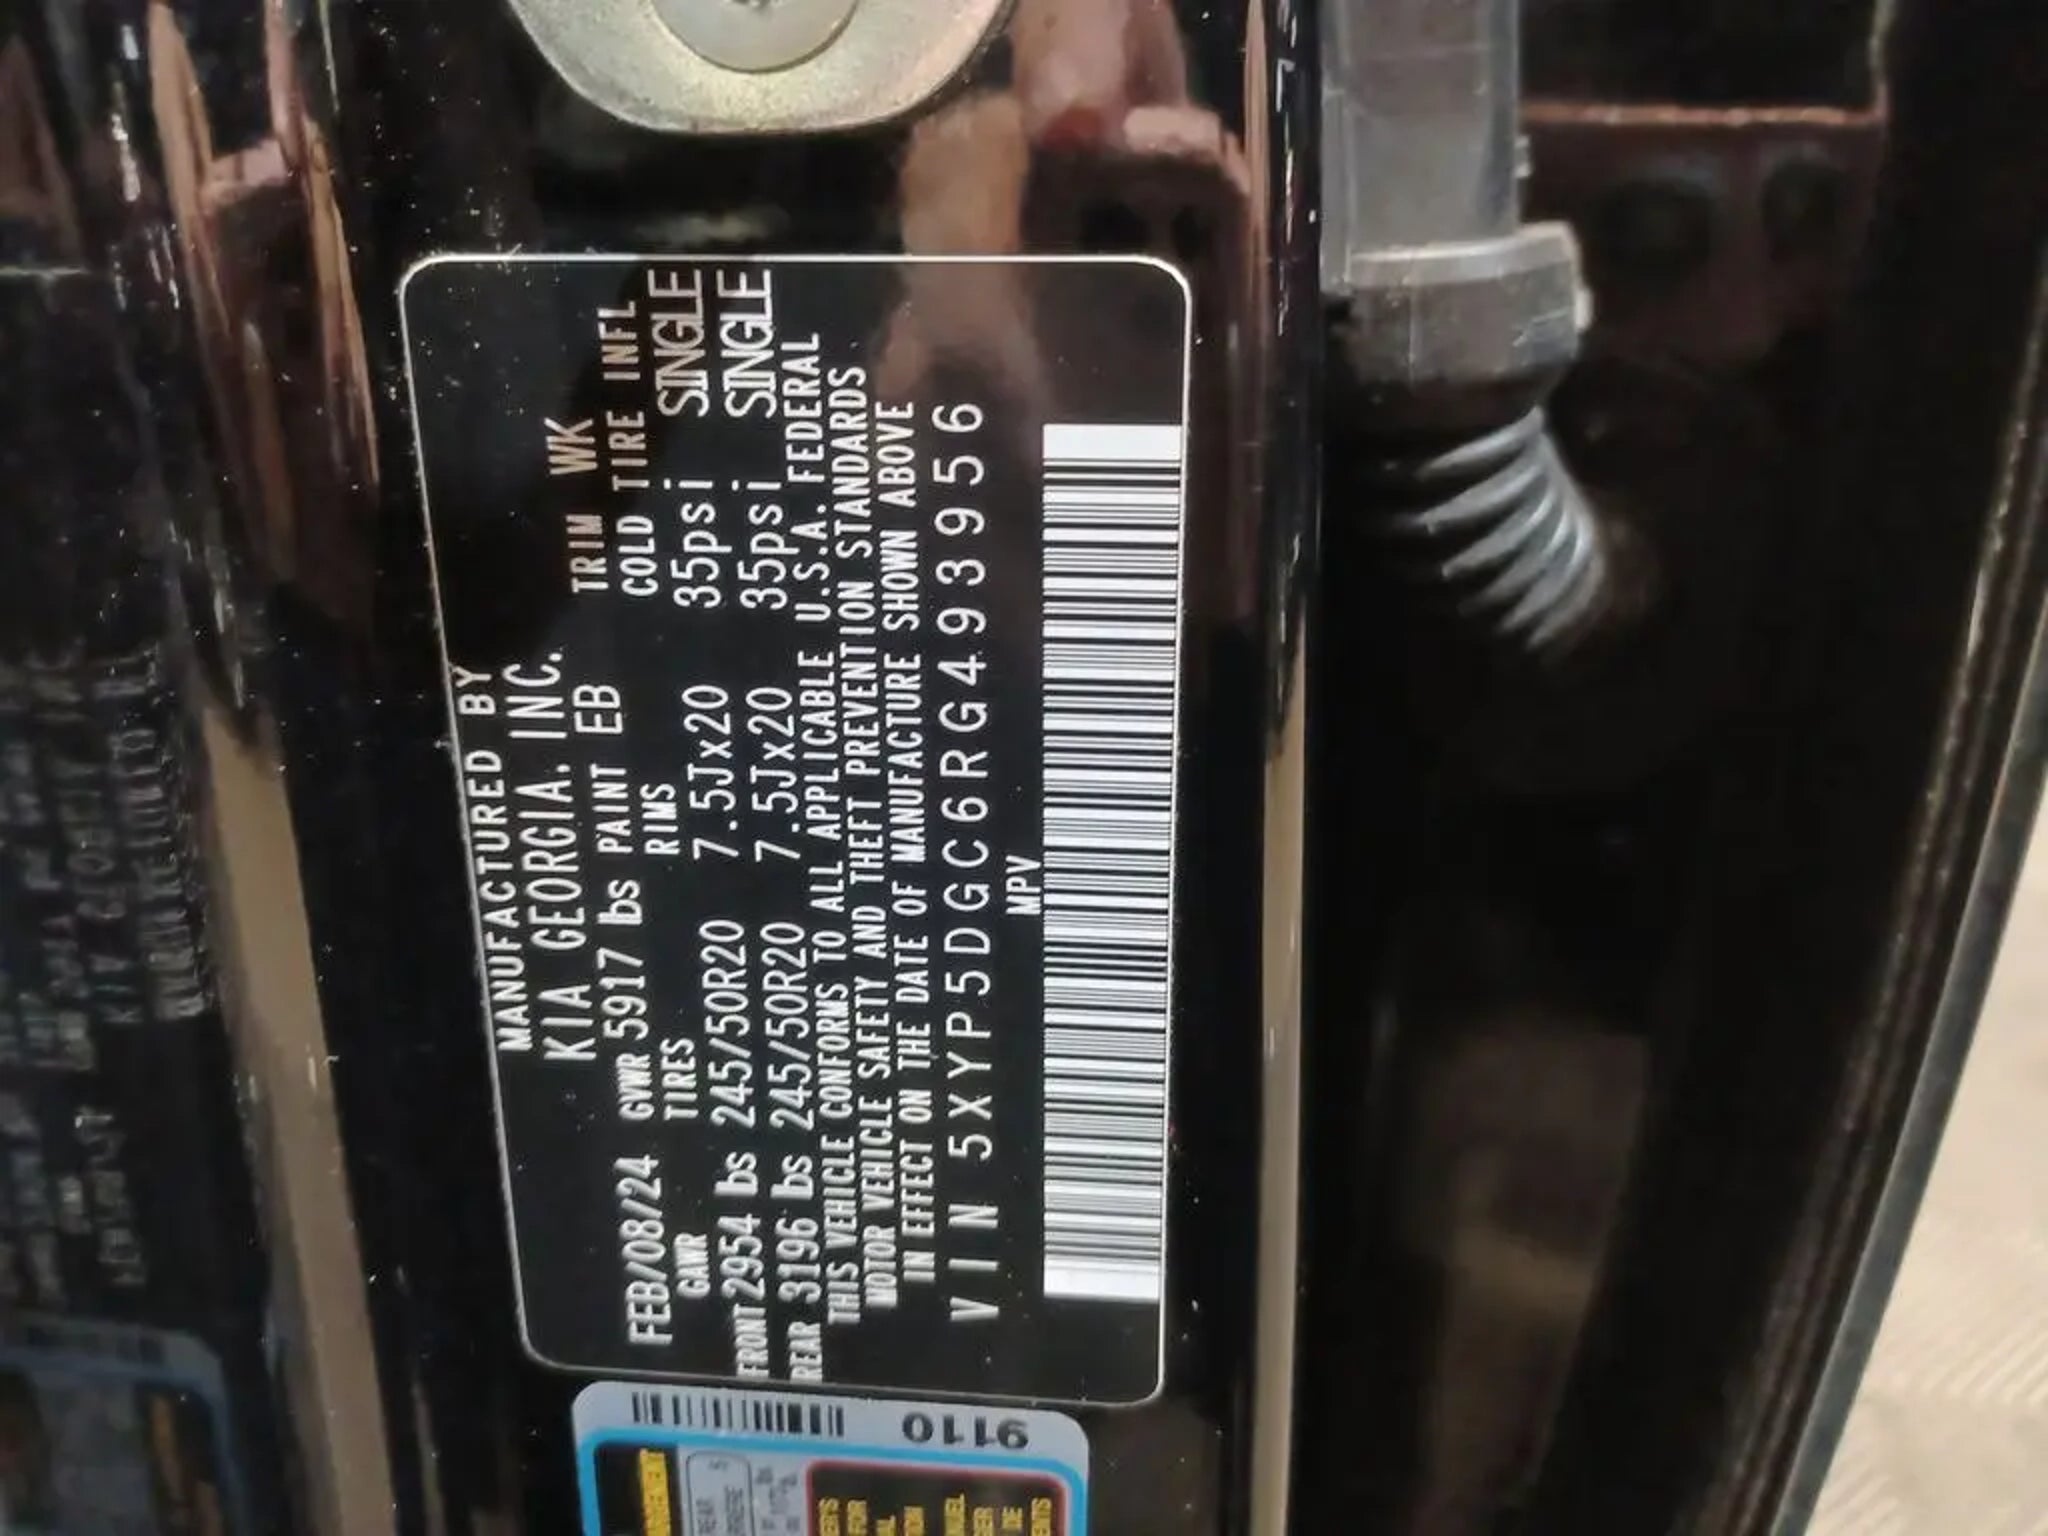 MANUFACTURED BY
KIA GEORGIA. INC.
FEB/08/24 GVWR 5917 lbs PAINT EB TRIM WK
GAWR TIRES RIMS COLD TIRE INFL
FRONT 2954 lbs 245/50R20 7.5Jx20 35psi SINGLE
REAR 3196 lbs 245/50R20 7.5Jx20 35psi SINGLE
THIS VEHICLE CONFORMS TO ALL APPLICABLE U.S.A. FEDERAL
MOTOR VEHICLE SAFETY AND THEFT PREVENTION STANDARDS
IN EFFECT ON THE DATE OF MANUFACTURE SHOWN ABOVE
VIN 5XYP5DGC6RG493956
MPV
9110